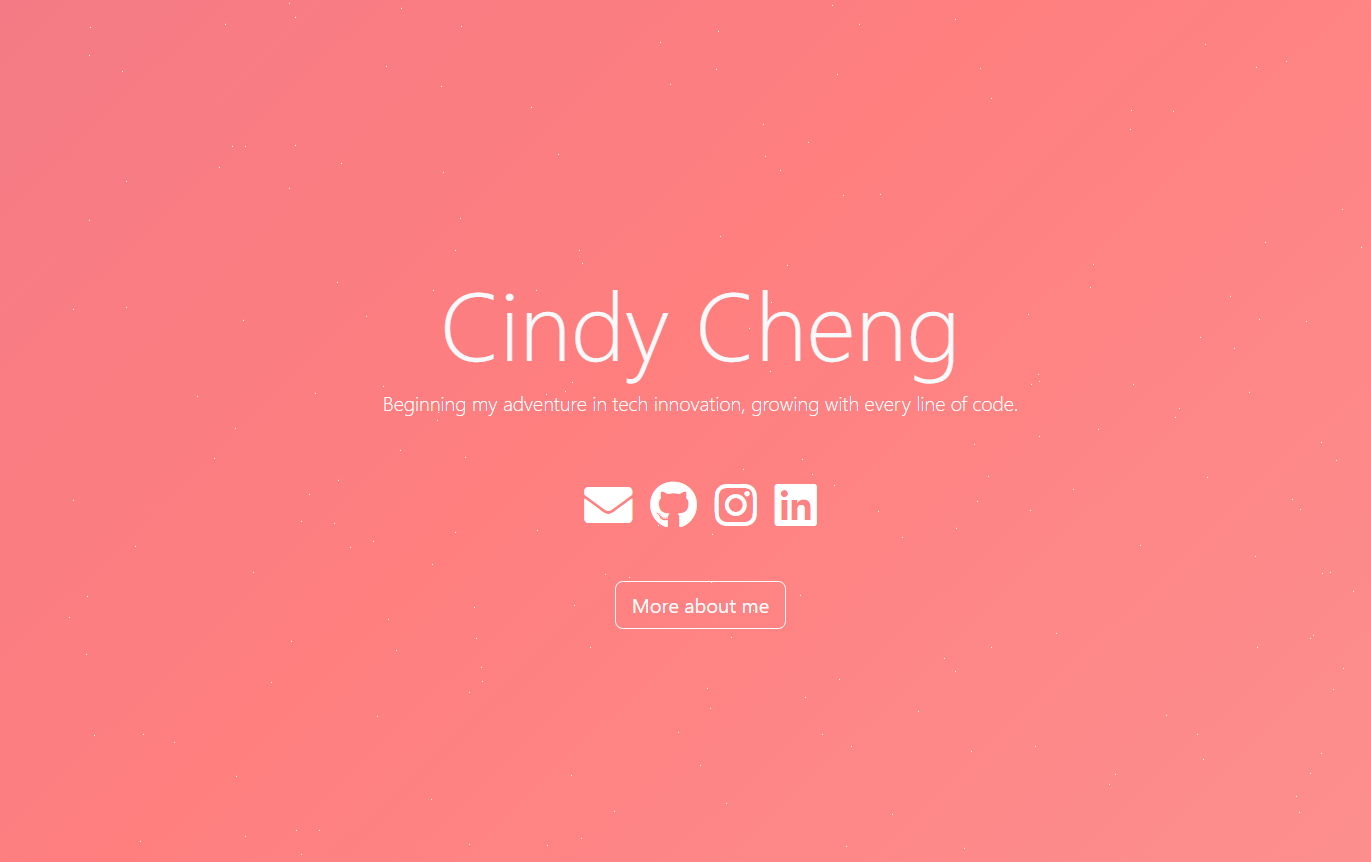 Cindy Cheng
Beginning my adventure in tech innovation, growing with every line of code.
in
More about me